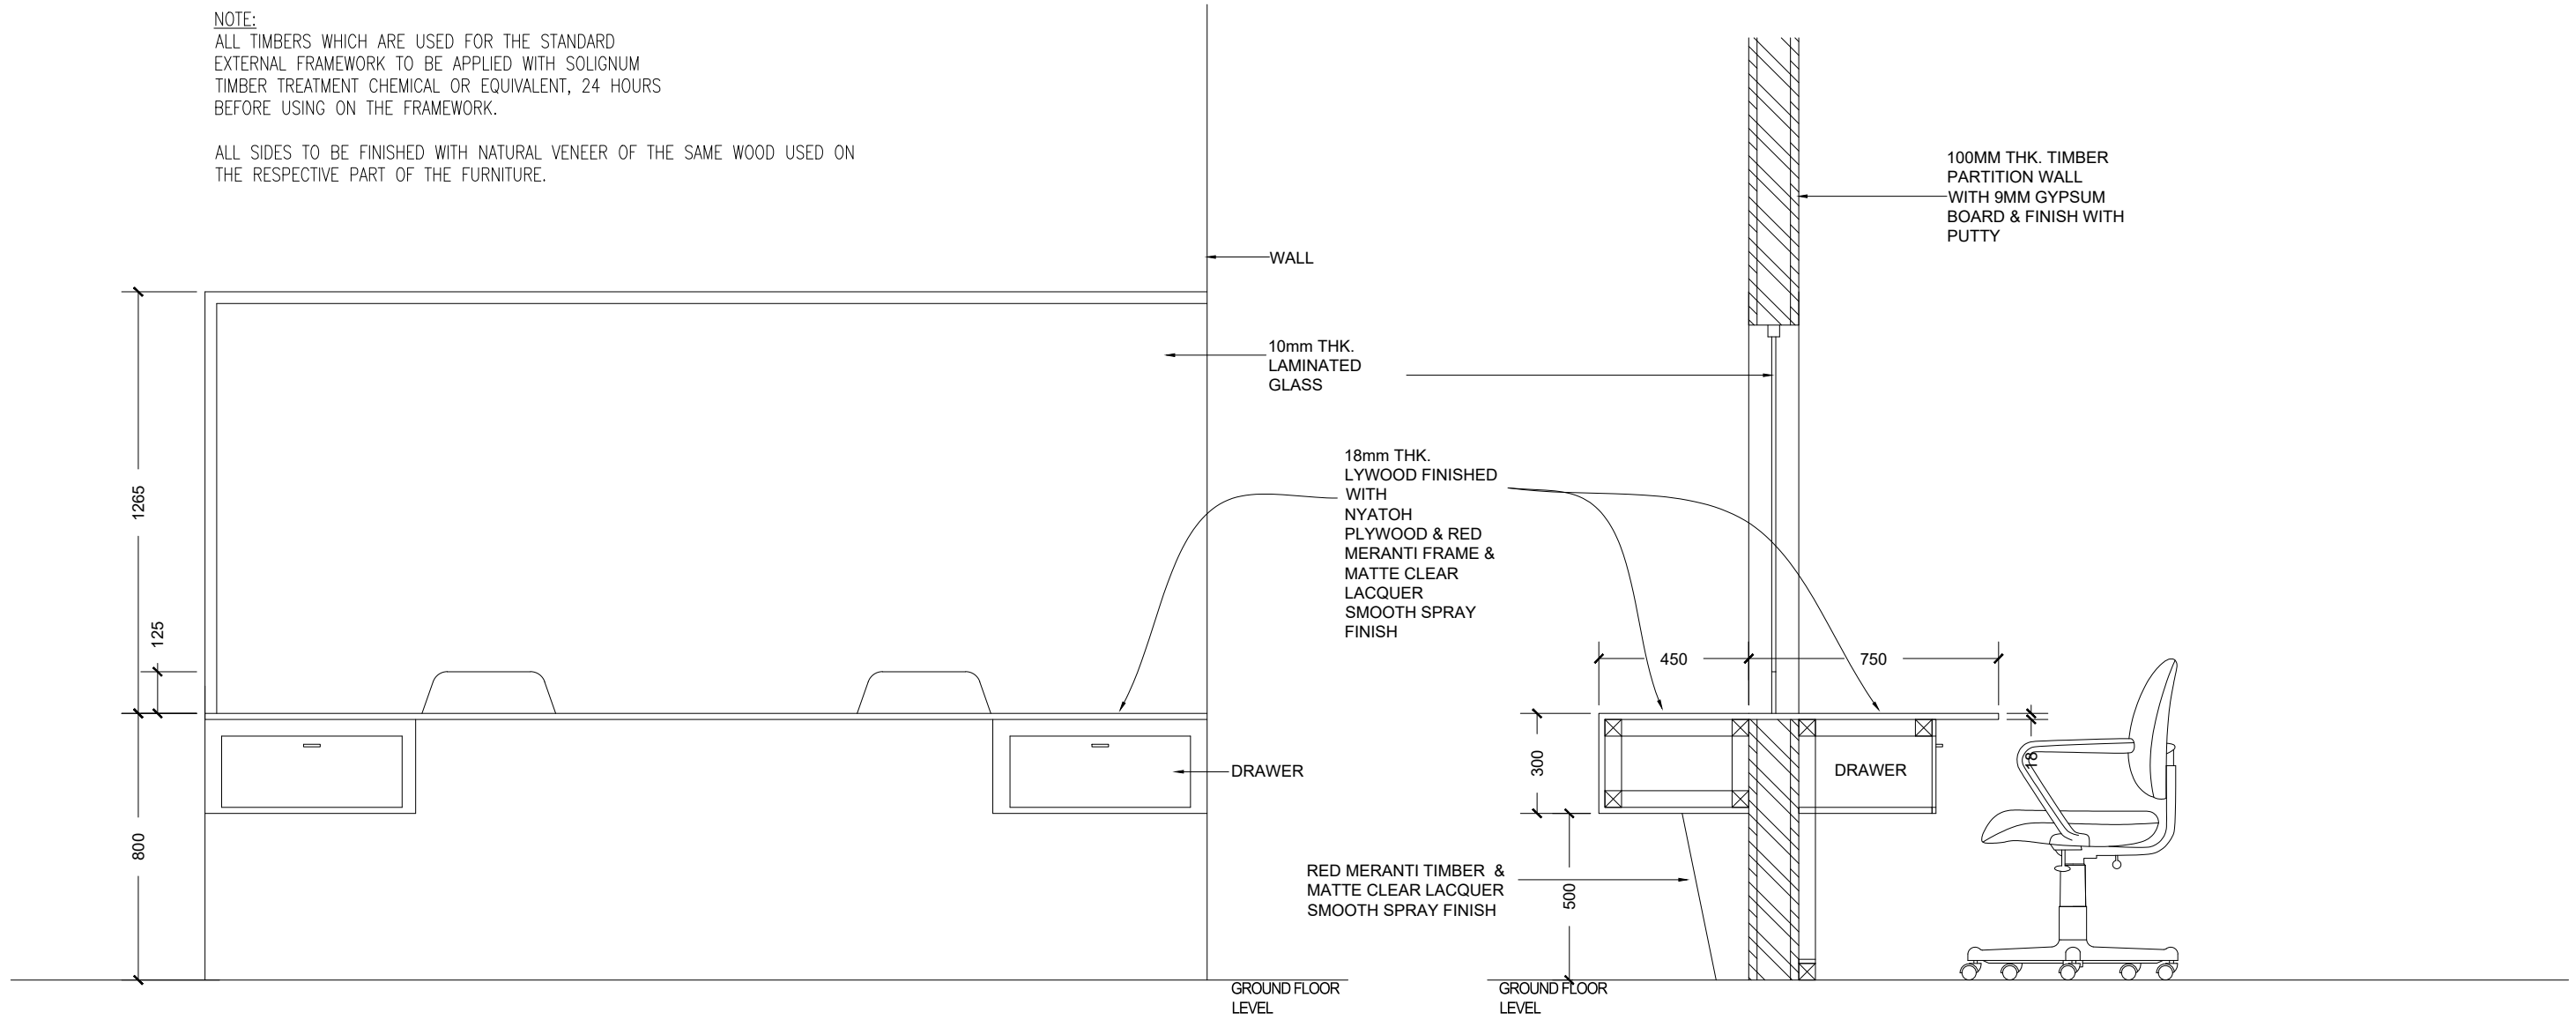 NOTE:
ALL TIMBERS WHICH ARE USED FOR THE STANDARD
EXTERNAL FRAMEWORK TO BE APPLIED WITH SOLIGNUM
TIMBER TREATMENT CHEMICAL OR EQUIVALENT, 24 HOURS
BEFORE USING ON THE FRAMEWORK.
ALL SIDES TO BE FINISHED WITH NATURAL VENEER OF THE SAME WOOD USED ON
THE RESPECTIVE PART OF THE FURNITURE.
100MM THK. TIMBER
PARTITION WALL
WITH 9MM GYPSUM
BOARD & FINISH WITH
PUTTY
WALL
10mm THK.
LAMINATED
GLASS
18mm THK.
LYWOOD FINISHED
WITH
NYATOH
PLYWOOD & RED
MERANTI FRAME &
MATTE CLEAR
LACQUER
SMOOTH SPRAY
FINISH
1265
125
800
450
750
300
18
500
DRAWER
DRAWER
RED MERANTI TIMBER &
MATTE CLEAR LACQUER
SMOOTH SPRAY FINISH
GROUND FLOOR
LEVEL
GROUND FLOOR
LEVEL